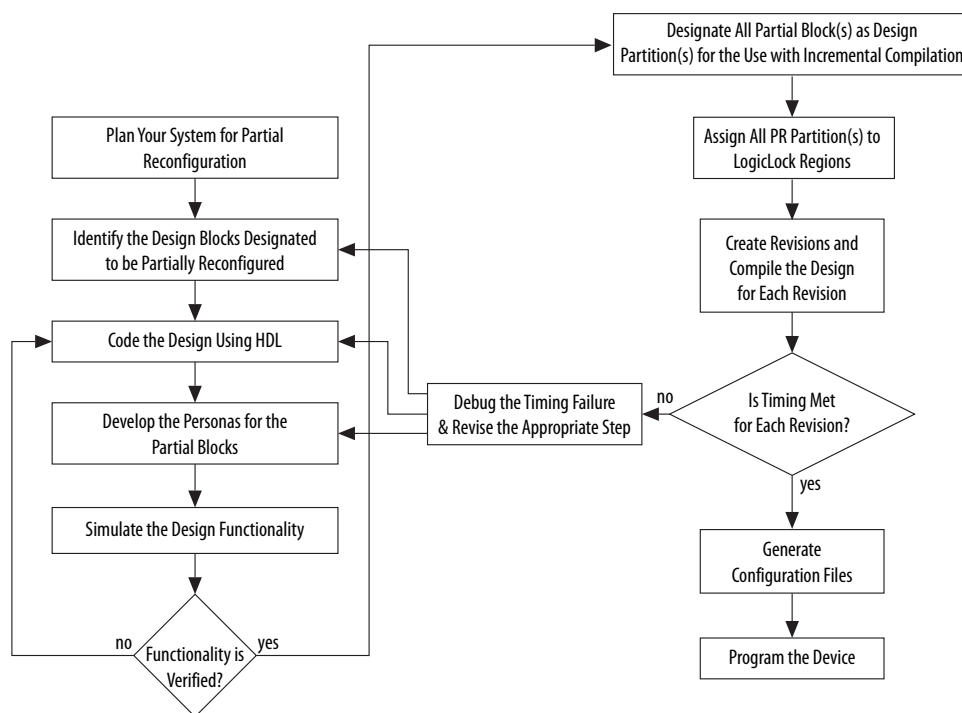 Plan Your System for Partial
Reconfiguration
Identify the Design Blocks Designated
to be Partially Reconfigured
Code the Design Using HDL
Develop the Personas for the
Partial Blocks
Simulate the Design Functionality
no
Functionality is
Verified?
yes
Designate All Partial Block(s) as Design
Partition(s) for the Use with Incremental Compilation
Assign All PR Partition(s) to
LogicLock Regions
Create Revisions and
Compile the Design
for Each Revision
Is Timing Met
for Each Revision?
no
Debug the Timing Failure
& Revise the Appropriate Step
yes
Generate
Configuration Files
Program the Device